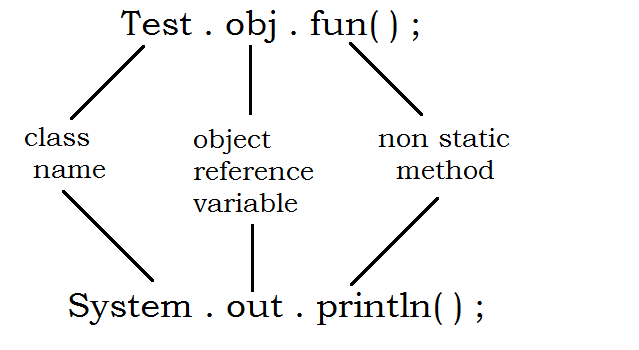 Test . obj . fun( ) ;
class
name
object
reference
variable
non static
method
System . out . println( ) ;